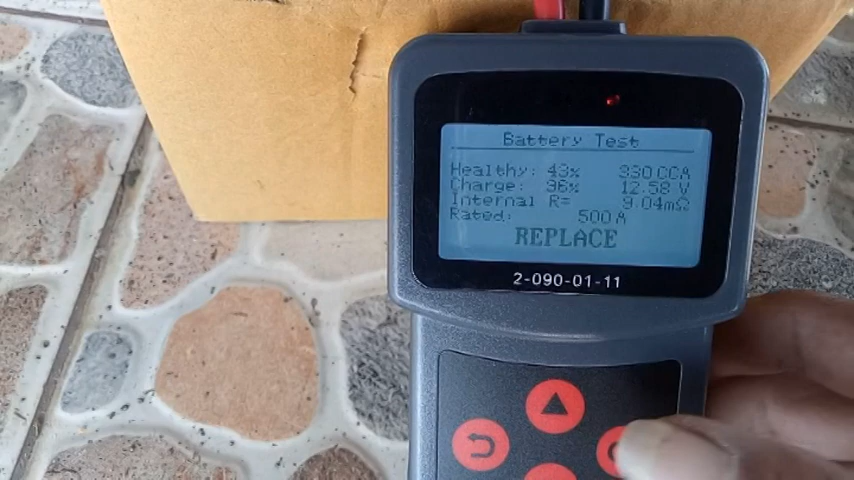 Battery Test
Healthy: 43% 330 CCA
Charge: 96% 12.58 V
Internal R= 9.04mΩ
Rated: 500 A
REPLACE
2-090-01-11